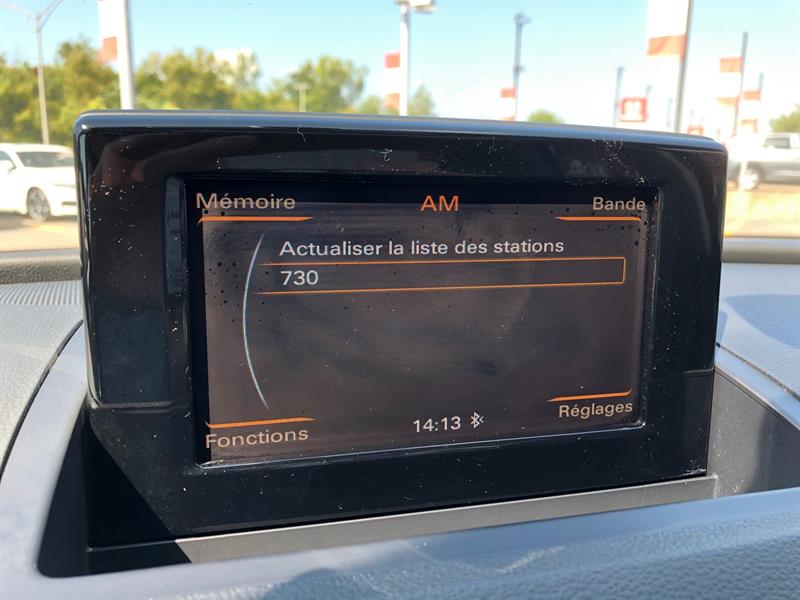 Mémoire AM Bande
Actualiser la liste des stations
730
Fonctions 14:13 Réglages